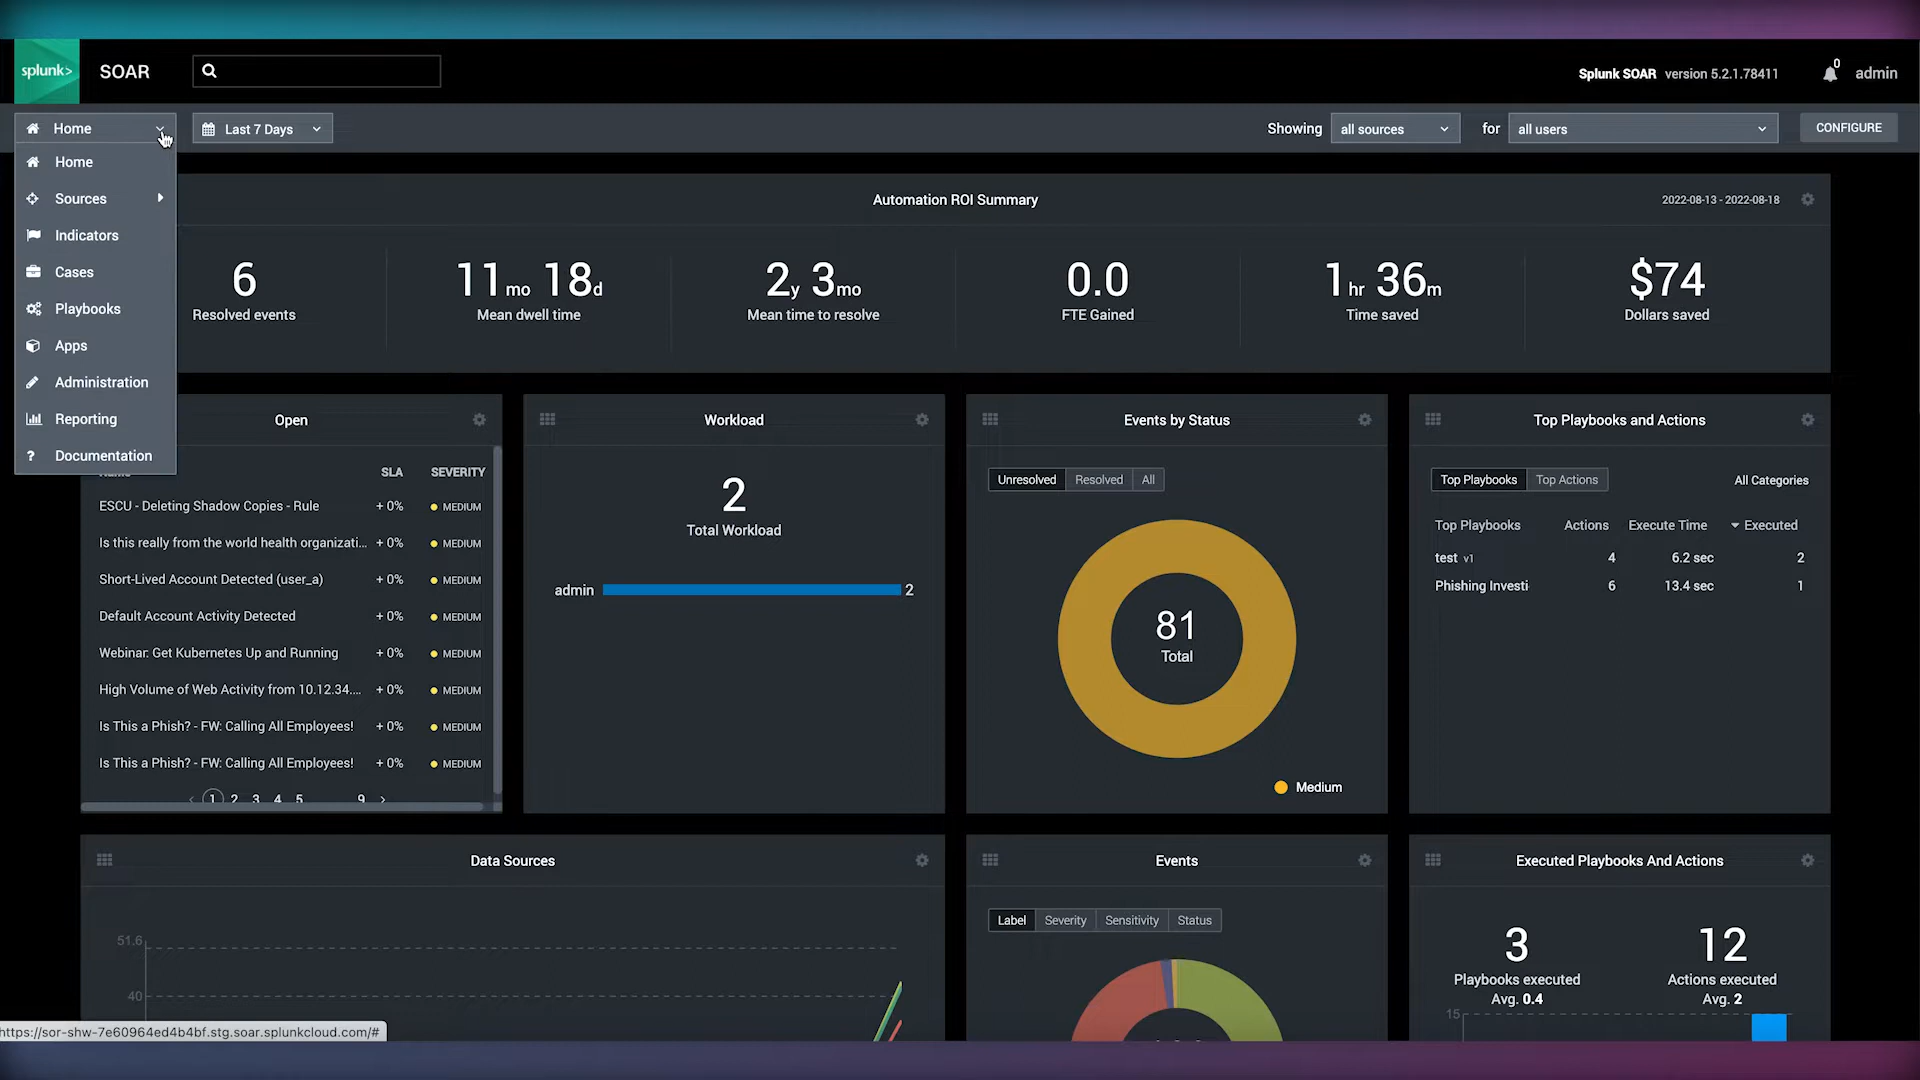 splunk>
SOAR
Splunk SOAR version 5.2.1.78411
0
admin
Home
Last 7 Days
Showing
all sources
for
all users
CONFIGURE
Home
Sources
Indicators
Cases
Playbooks
Apps
Administration
Reporting
Documentation
Automation ROI Summary
2022-08-13 - 2022-08-18
6
Resolved events
11 mo 18 d
Mean dwell time
2y 3mo
Mean time to resolve
0.0
FTE Gained
1hr 36m
Time saved
$74
Dollars saved
Open
SLA SEVERITY
ESCU - Deleting Shadow Copies - Rule + 0% MEDIUM
Is this really from the world health organizati... + 0% MEDIUM
Short-Lived Account Detected (user_a) + 0% MEDIUM
Default Account Activity Detected + 0% MEDIUM
Webinar: Get Kubernetes Up and Running + 0% MEDIUM
High Volume of Web Activity from 10.12.34.... + 0% MEDIUM
Is This a Phish? - FW: Calling All Employees! + 0% MEDIUM
Is This a Phish? - FW: Calling All Employees! + 0% MEDIUM
< 1 2 3 4 5 9 >
Workload
2
Total Workload
admin 2
Events by Status
Unresolved Resolved All
81
Total
Medium
Top Playbooks and Actions
Top Playbooks Top Actions All Categories
Top Playbooks Actions Execute Time Executed
test v1 4 6.2 sec 2
Phishing Investi 6 13.4 sec 1
Data Sources
51.6
40
Events
Label Severity Sensitivity Status
Executed Playbooks And Actions
3
Playbooks executed
Avg. 0.4
12
Actions executed
Avg. 2
15
https://sor-shw-7e60964ed4b4bf.stg.soar.splunkcloud.com/#